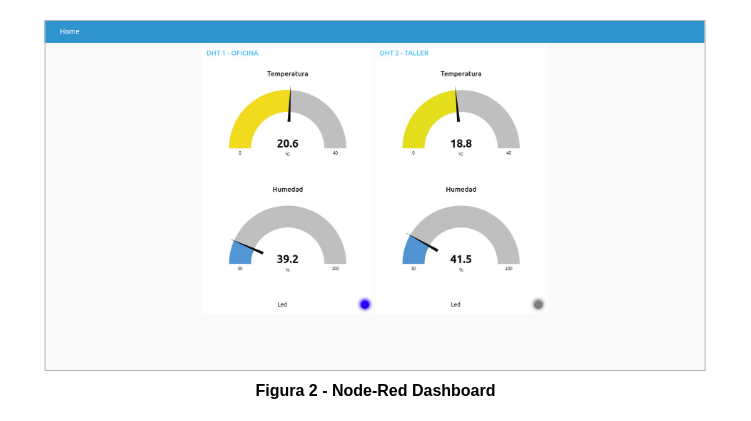 Home
DHT 1 - OFICINA
Temperatura
20.6
0
ºC
40
Humedad
39.2
30
%
100
Led
DHT 2 - TALLER
Temperatura
18.8
0
ºC
40
Humedad
41.5
30
%
100
Led
Figura 2 - Node-Red Dashboard